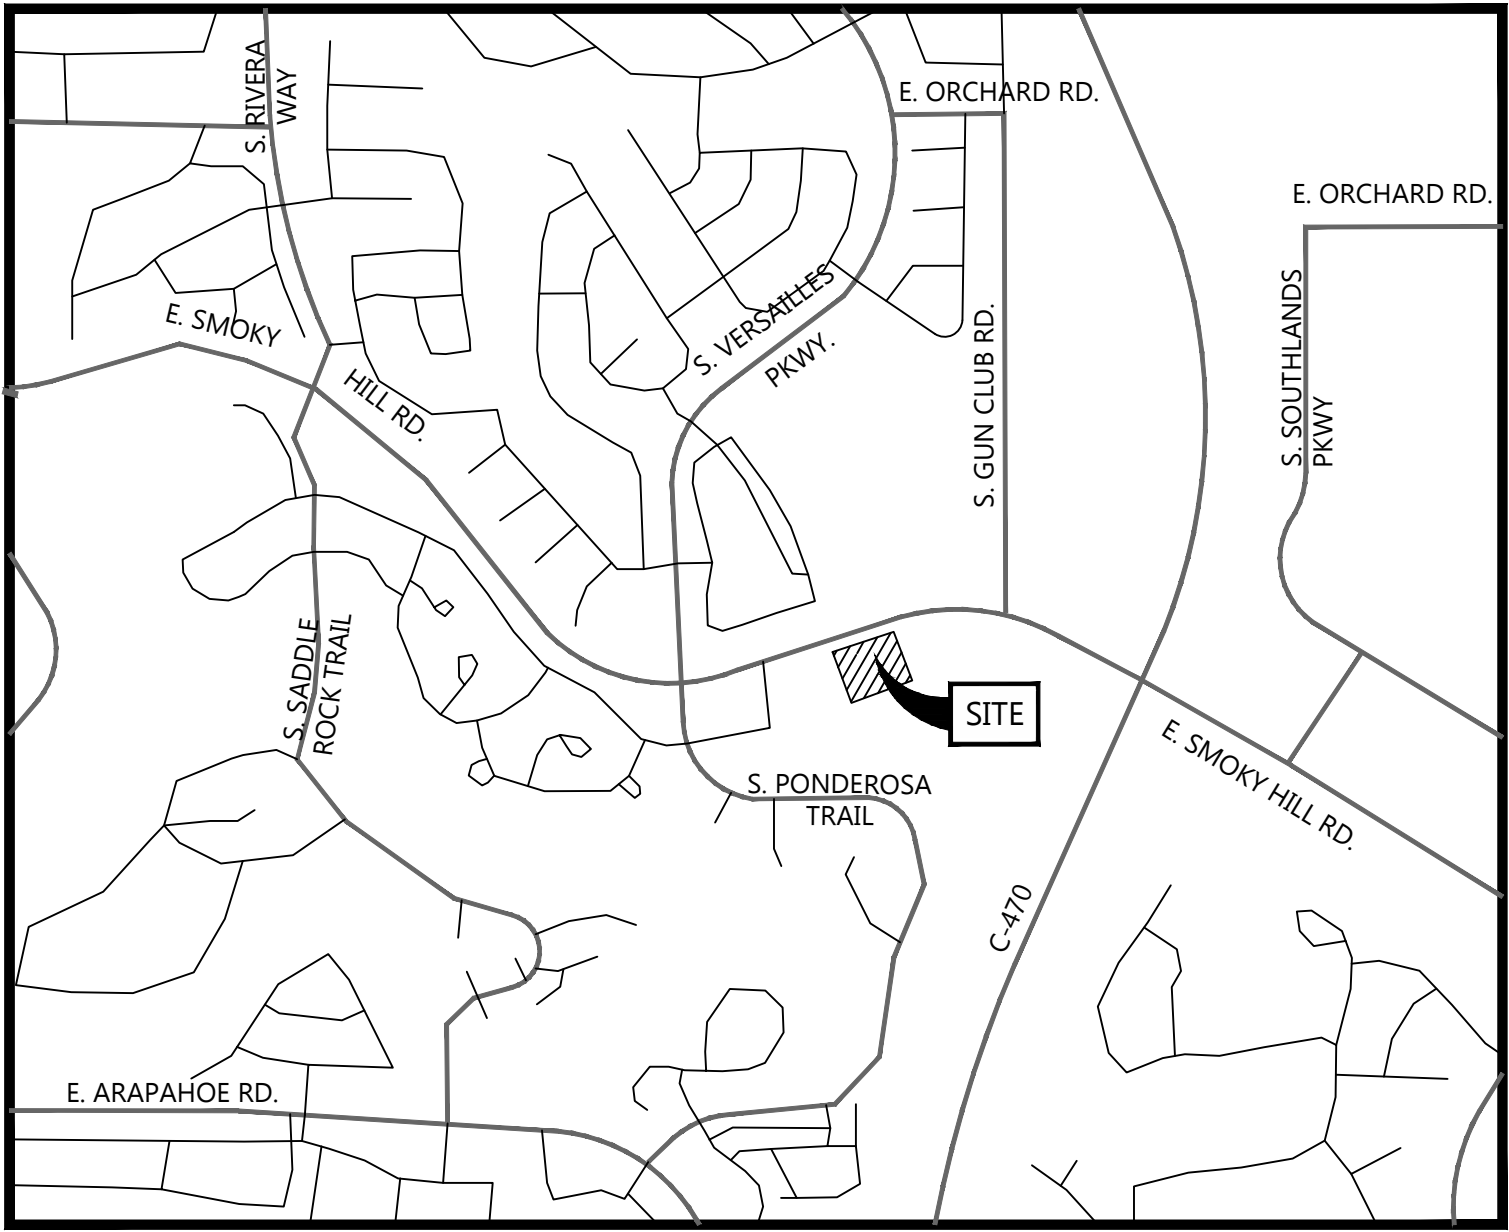 S. RIVERA
WAY
E. ORCHARD RD.
E. ORCHARD RD.
E. SMOKY
HILL RD.
S. VERSAILLES
PKWY.
S. GUN CLUB RD.
S. SOUTHLANDS
PKWY
S. SADDLE
ROCK TRAIL
SITE
E. SMOKY HILL RD.
S. PONDEROSA
TRAIL
C-470
E. ARAPAHOE RD.